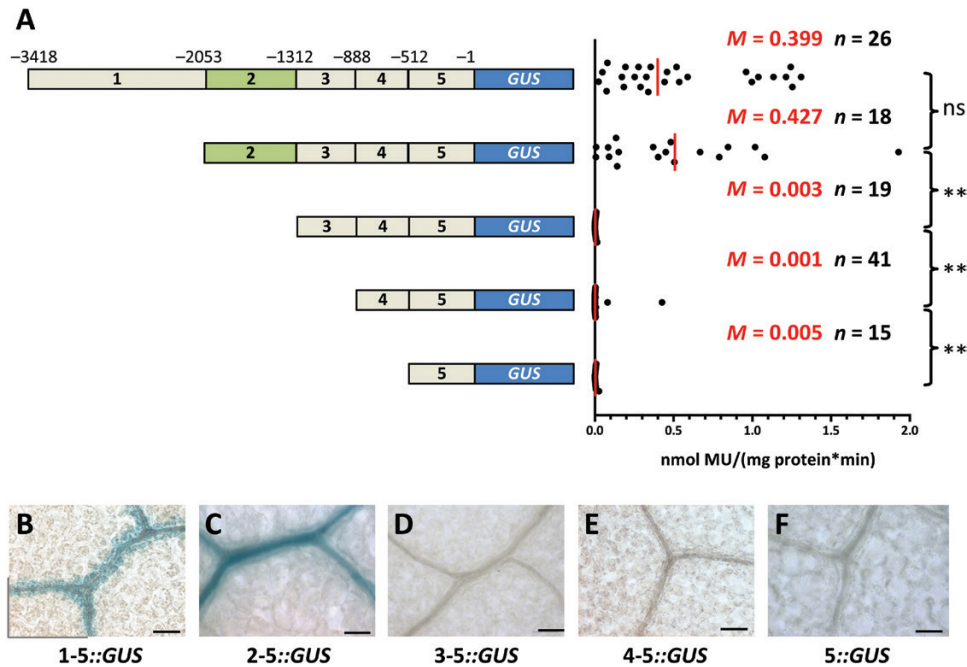 A
−3418 −2053 −1312 −888 −512 −1
1 2 3 4 5 GUS
M = 0.399 n = 26
ns
2 3 4 5 GUS
M = 0.427 n = 18
**
3 4 5 GUS
M = 0.003 n = 19
**
4 5 GUS
M = 0.001 n = 41
**
5 GUS
M = 0.005 n = 15
0.0 0.5 1.0 1.5 2.0
nmol MU/(mg protein*min)
B C D E F
1-5::GUS 2-5::GUS 3-5::GUS 4-5::GUS 5::GUS